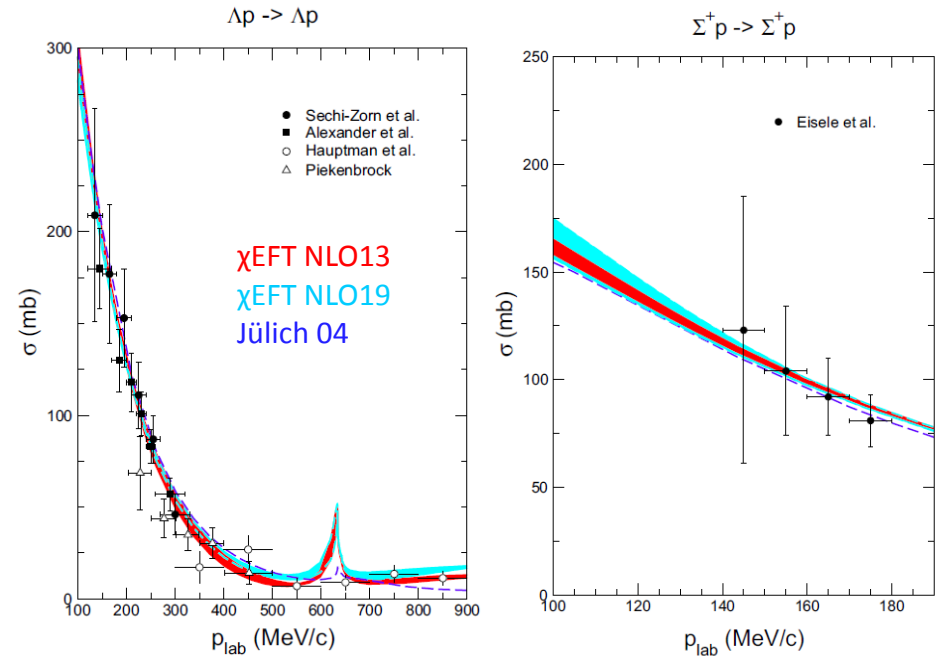 Λp -> Λp
300
200
100
0
σ (mb)
Sechi-Zorn et al.
Alexander et al.
Hauptman et al.
Piekenbrock
χEFT NLO13
χEFT NLO19
Jülich 04
100 200 300 400 500 600 700 800 900
p_lab (MeV/c)
Σ⁺p -> Σ⁺p
250
200
150
100
50
0
σ (mb)
Eisele et al.
100 120 140 160 180
p_lab (MeV/c)